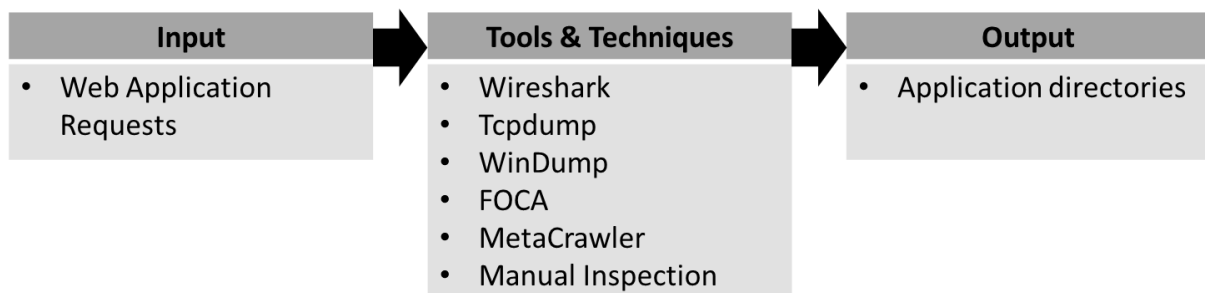 Input
• Web Application
Requests
Tools & Techniques
• Wireshark
• Tcpdump
• WinDump
• FOCA
• MetaCrawler
• Manual Inspection
Output
• Application directories